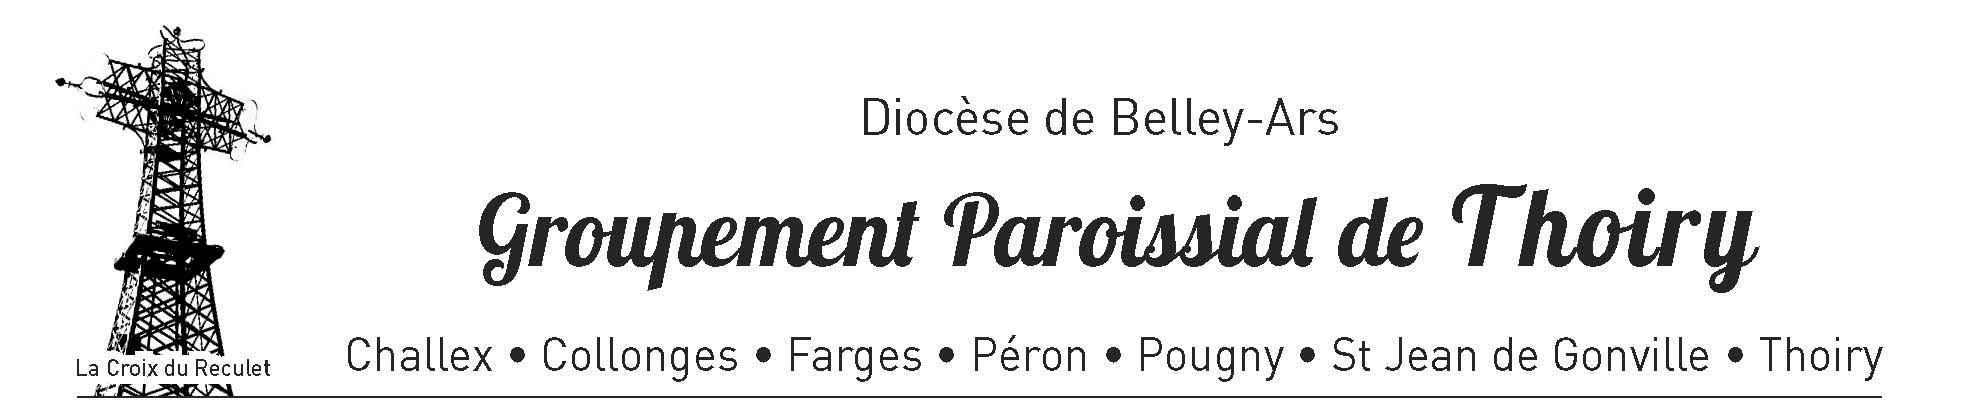 Diocèse de Belley-Ars
Groupement Paroissial de Thoiry
Challex • Collonges • Farges • Péron • Pougny • St Jean de Gonville • Thoiry
La Croix du Reculet